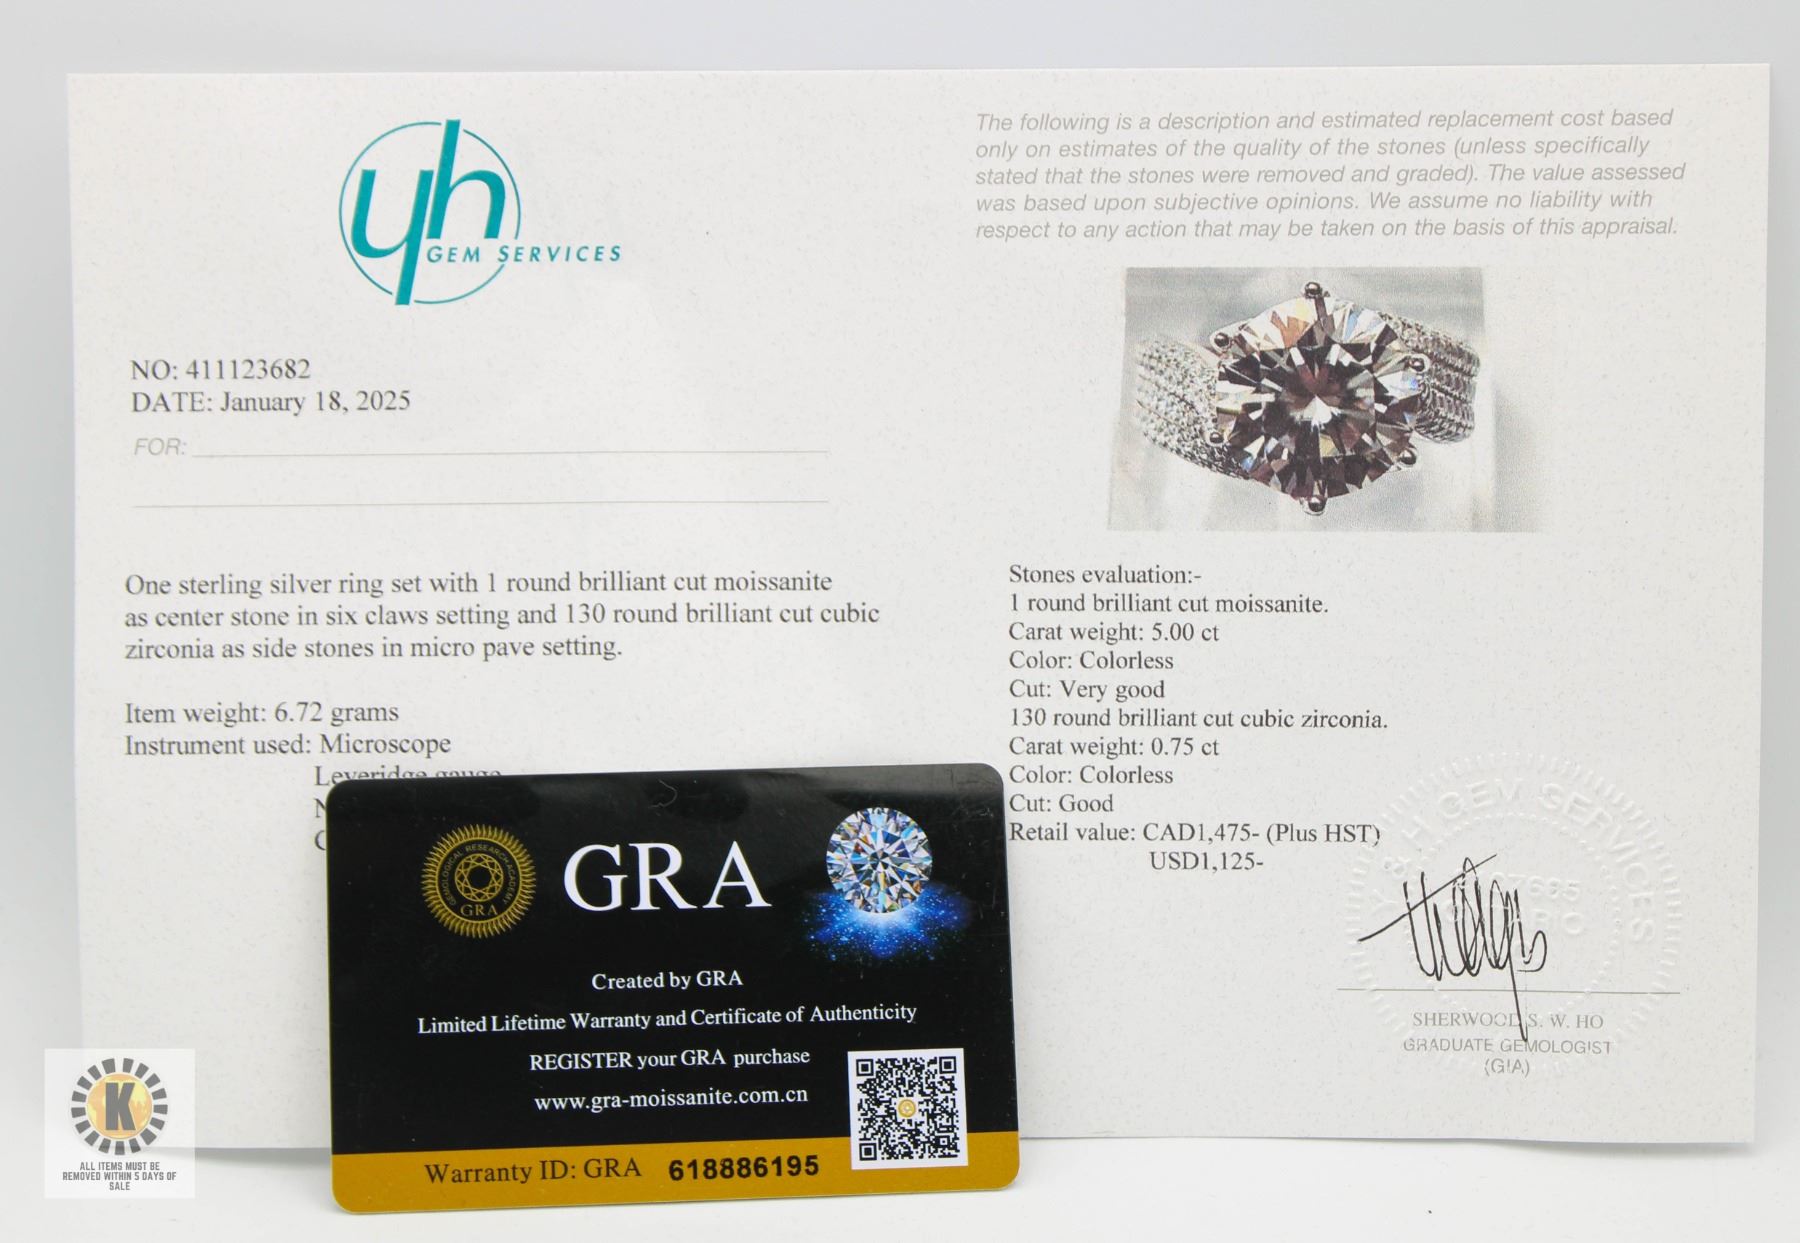 yh
GEM SERVICES
NO: 411123682
DATE: January 18, 2025
FOR:
One sterling silver ring set with 1 round brilliant cut moissanite
as center stone in six claws setting and 130 round brilliant cut cubic
zirconia as side stones in micro pave setting.
Item weight: 6.72 grams
Instrument used: Microscope
Leveridge gauge
The following is a description and estimated replacement cost based
only on estimates of the quality of the stones (unless specifically
stated that the stones were removed and graded). The value assessed
was based upon subjective opinions. We assume no liability with
respect to any action that may be taken on the basis of this appraisal.
Stones evaluation:-
1 round brilliant cut moissanite.
Carat weight: 5.00 ct
Color: Colorless
Cut: Very good
130 round brilliant cut cubic zirconia.
Carat weight: 0.75 ct
Color: Colorless
Cut: Good
Retail value: CAD1,475- (Plus HST)
USD1,125-
H GEM SERVICES
SHERWOOD S. W. HO
GRADUATE GEMOLOGIST
(GIA)
GEMOLOGICAL RESEARCH ACADEMY
GRA
GRA
Created by GRA
Limited Lifetime Warranty and Certificate of Authenticity
REGISTER your GRA purchase
www.gra-moissanite.com.cn
Warranty ID: GRA 618886195
K
ALL ITEMS MUST BE
REMOVED WITHIN 5 DAYS OF
SALE